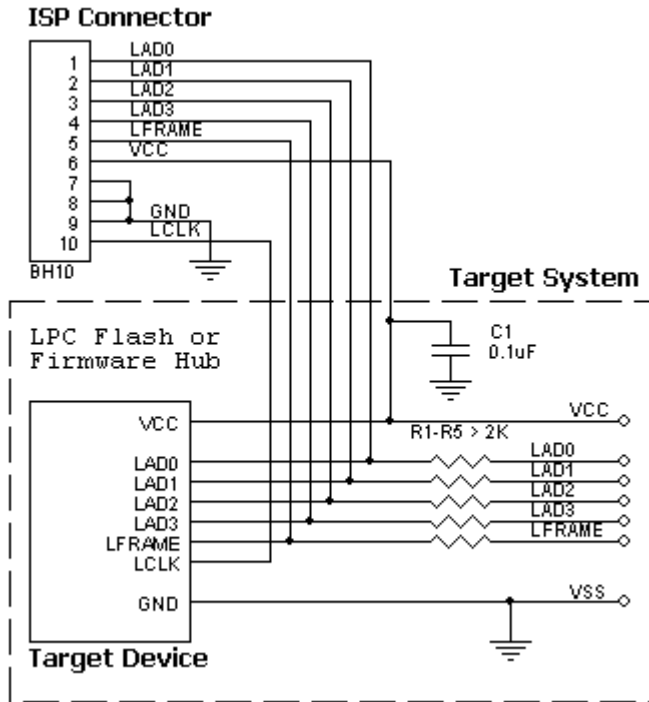 ISP Connector
1 LAD0
2 LAD1
3 LAD2
4 LAD3
5 LFRAME
6 VCC
7
8
9 GND
10 LCLK
BH10
Target System
LPC Flash or
Firmware Hub
C1
0.1uF
VCC
VCC
R1-R5 > 2K
LAD0 LAD0
LAD1 LAD1
LAD2 LAD2
LAD3 LAD3
LFRAME LFRAME
LCLK
GND VSS
Target Device